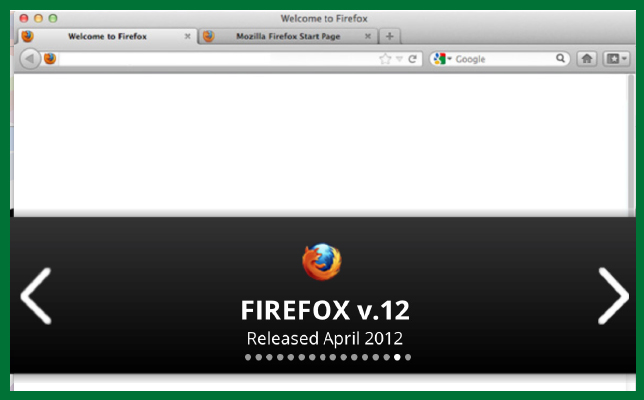 Welcome to Firefox
Welcome to Firefox
Mozilla Firefox Start Page
Google
FIREFOX v.12
Released April 2012